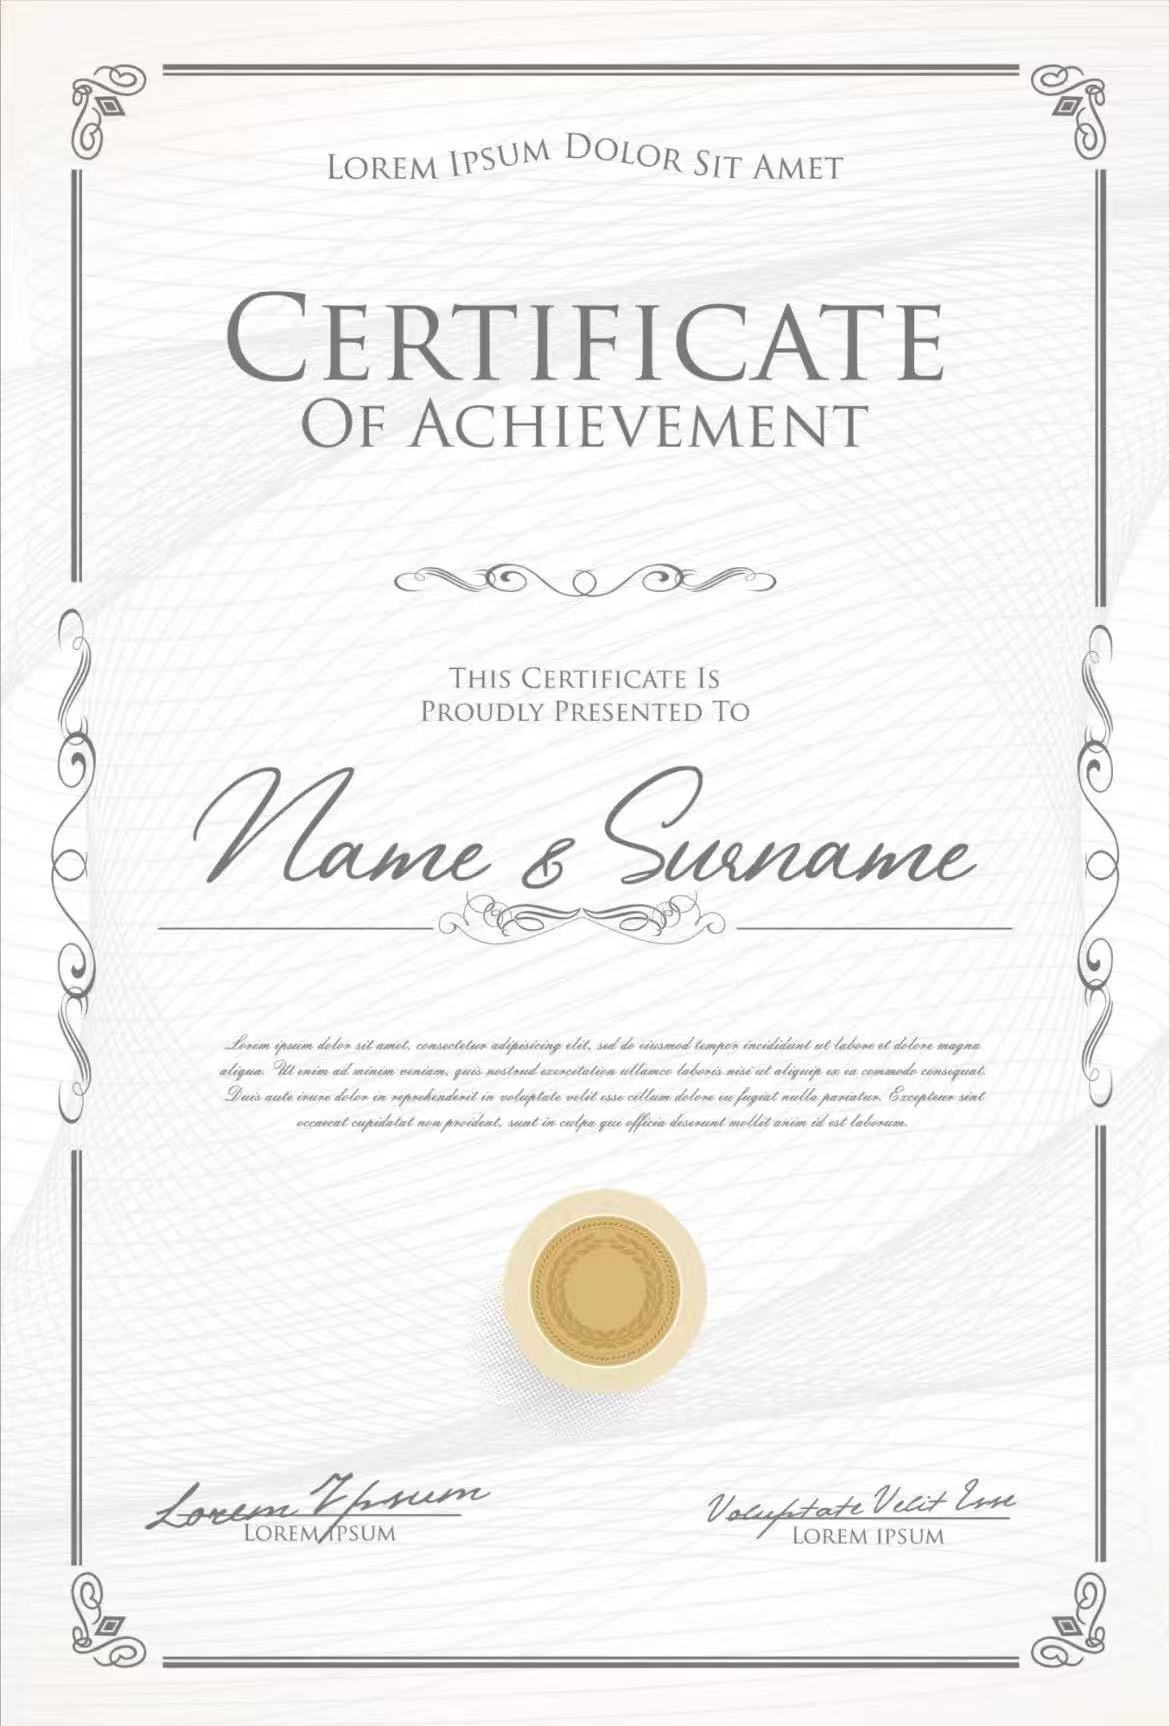 LOREM IPSUM DOLOR SIT AMET
CERTIFICATE
OF ACHIEVEMENT
THIS CERTIFICATE IS
PROUDLY PRESENTED TO
Name & Surname
Lorem ipsum dolor sit amet, consectetur adipisicing elit, sed do eiusmod tempor incididunt ut labore et dolore magna
aliqua. Ut enim ad minim veniam, quis nostrud exercitation ullamco laboris nisi ut aliquip ex ea commodo consequat.
Duis aute irure dolor in reprehenderit in voluptate velit esse cillum dolore eu fugiat nulla pariatur. Excepteur sint
occaecat cupidatat non proident, sunt in culpa qui officia deserunt mollit anim id est laborum.
Lorem Ipsum
LOREM IPSUM
Voluptate Velit Esse
LOREM IPSUM